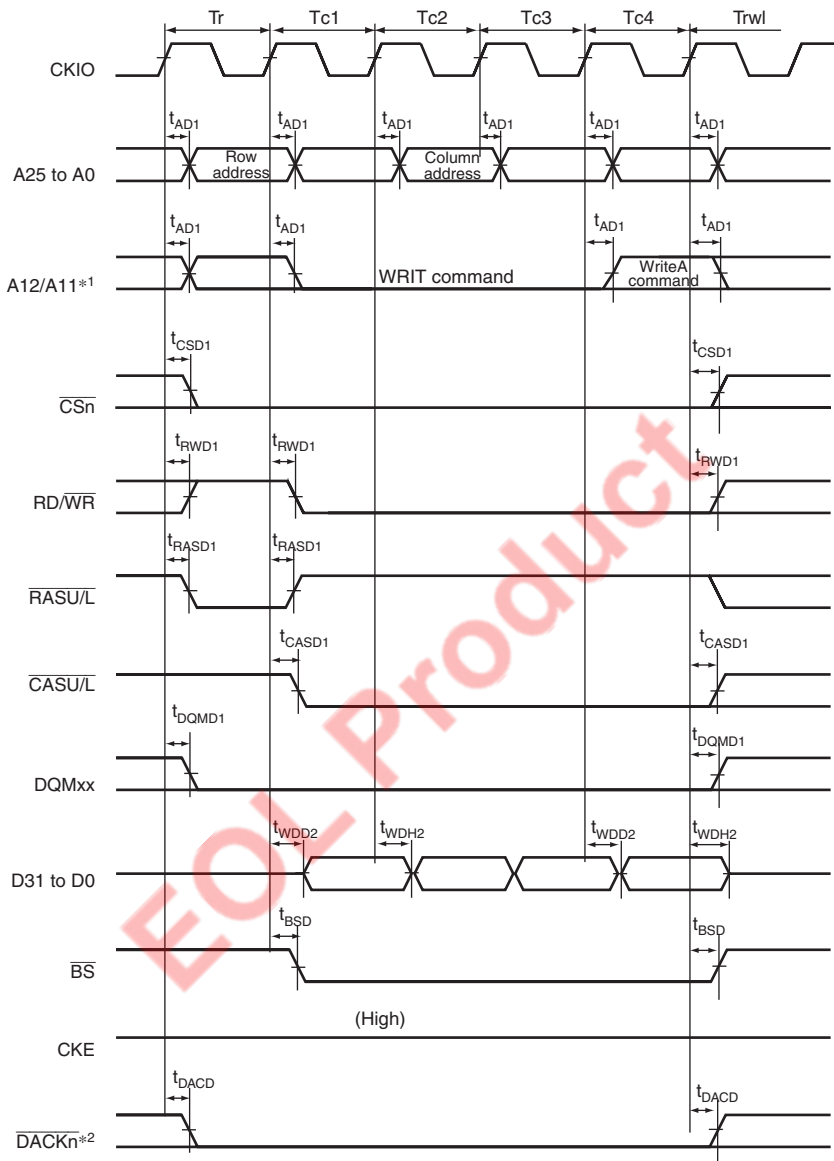 Tr Tc1 Tc2 Tc3 Tc4 Trwl
CKIO
tAD1 tAD1 tAD1 tAD1 tAD1 tAD1
A25 to A0
Row address
Column address
tAD1 tAD1 tAD1 tAD1
A12/A11*1
WRIT command
WriteA command
tCSD1 tCSD1
CSn
tRWD1 tRWD1 tRWD1
RD/WR
tRASD1 tRASD1
RASU/L
tCASD1 tCASD1
CASU/L
tDQMD1 tDQMD1
DQMxx
tWDD2 tWDH2 tWDD2 tWDH2
D31 to D0
tBSD tBSD
BS
(High)
CKE
tDACD tDACD
DACKn*2
EOL Product